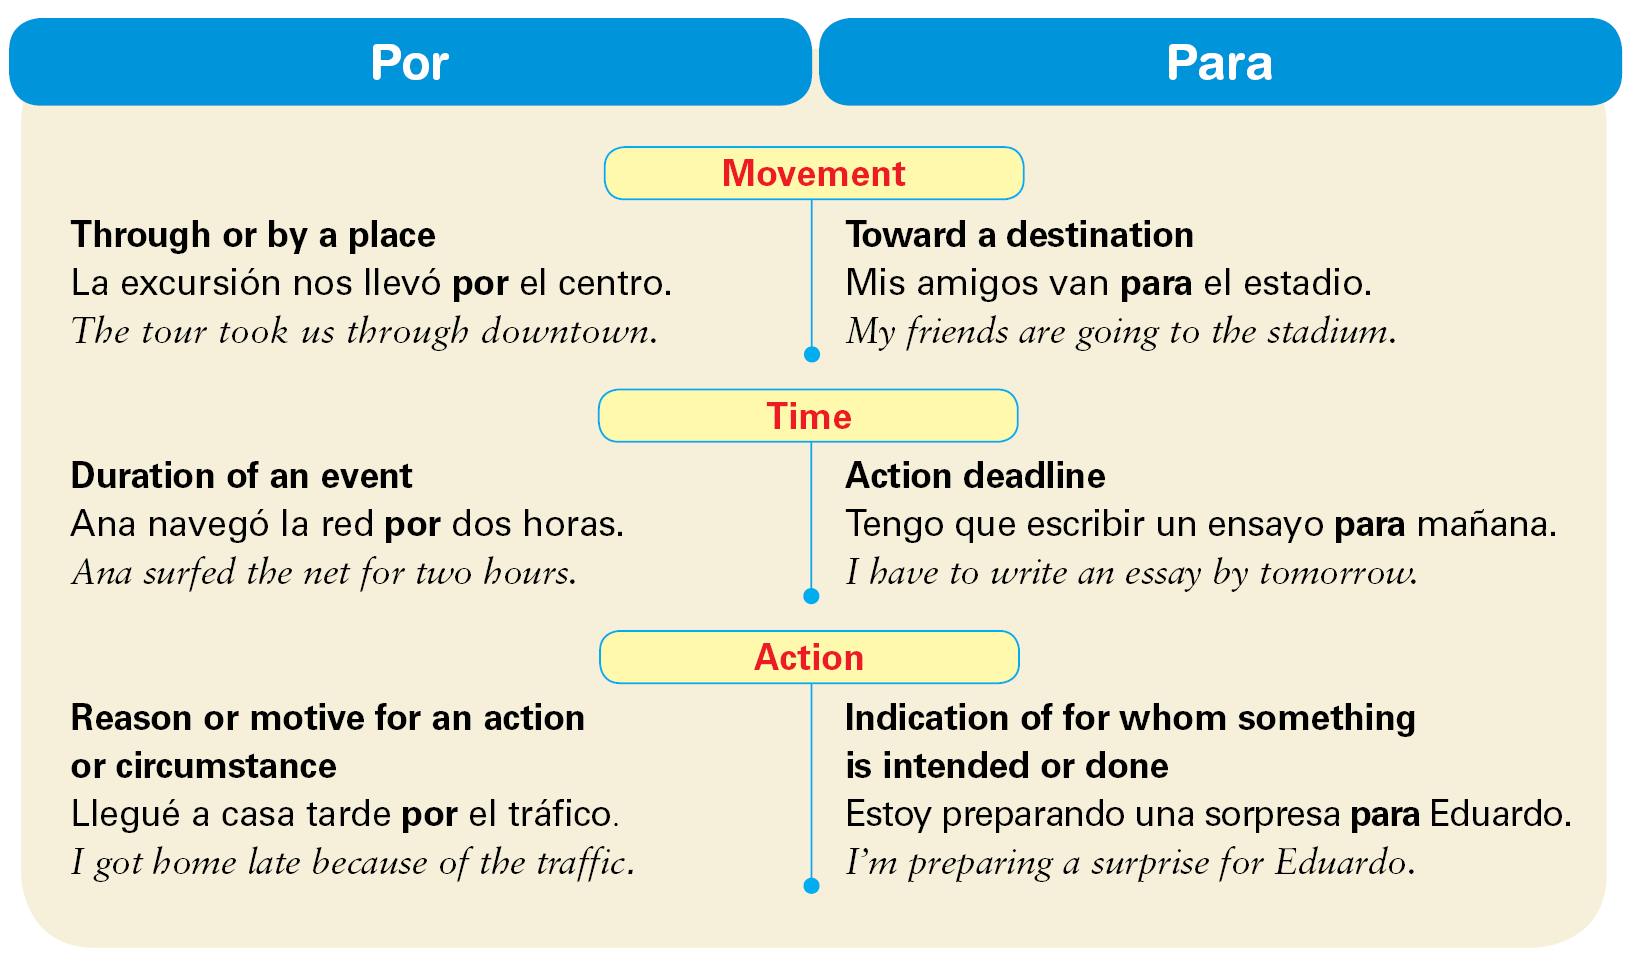 Por
Para
Movement
Through or by a place
La excursión nos llevó por el centro.
The tour took us through downtown.
Toward a destination
Mis amigos van para el estadio.
My friends are going to the stadium.
Time
Duration of an event
Ana navegó la red por dos horas.
Ana surfed the net for two hours.
Action deadline
Tengo que escribir un ensayo para mañana.
I have to write an essay by tomorrow.
Action
Reason or motive for an action
or circumstance
Llegué a casa tarde por el tráfico.
I got home late because of the traffic.
Indication of for whom something
is intended or done
Estoy preparando una sorpresa para Eduardo.
I'm preparing a surprise for Eduardo.